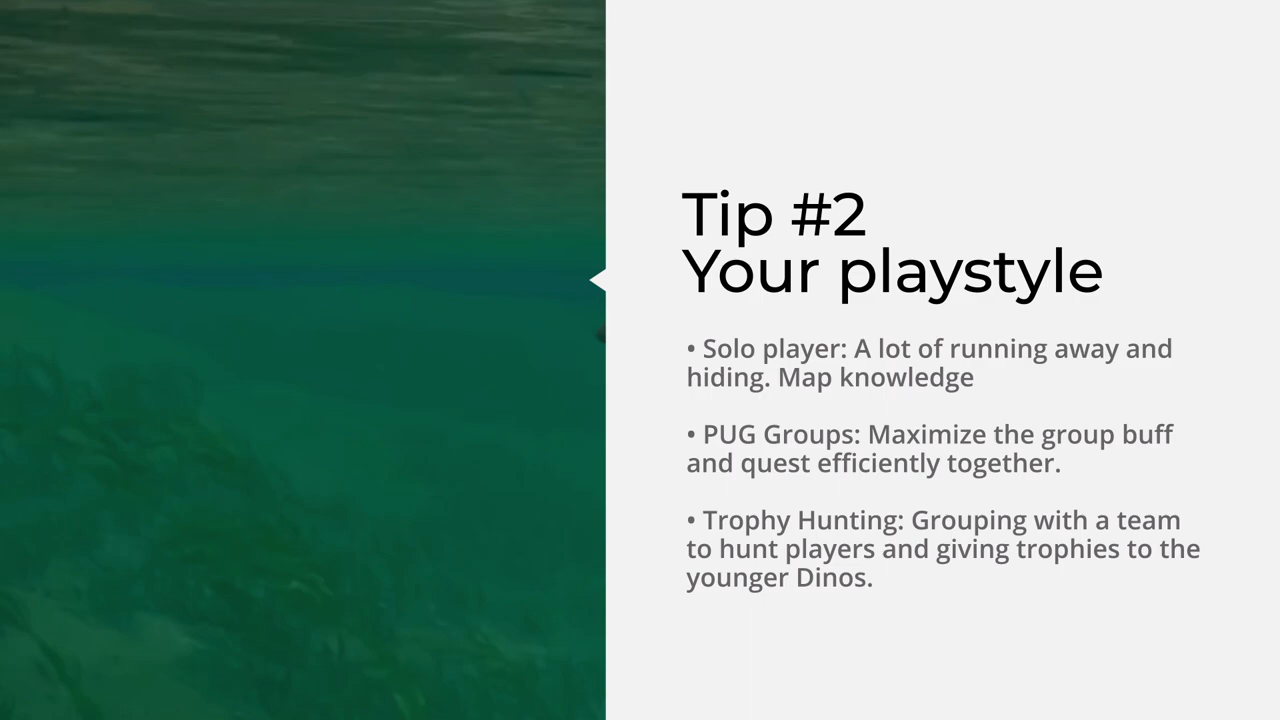 Tip #2
Your playstyle
• Solo player: A lot of running away and
hiding. Map knowledge
• PUG Groups: Maximize the group buff
and quest efficiently together.
• Trophy Hunting: Grouping with a team
to hunt players and giving trophies to the
younger Dinos.